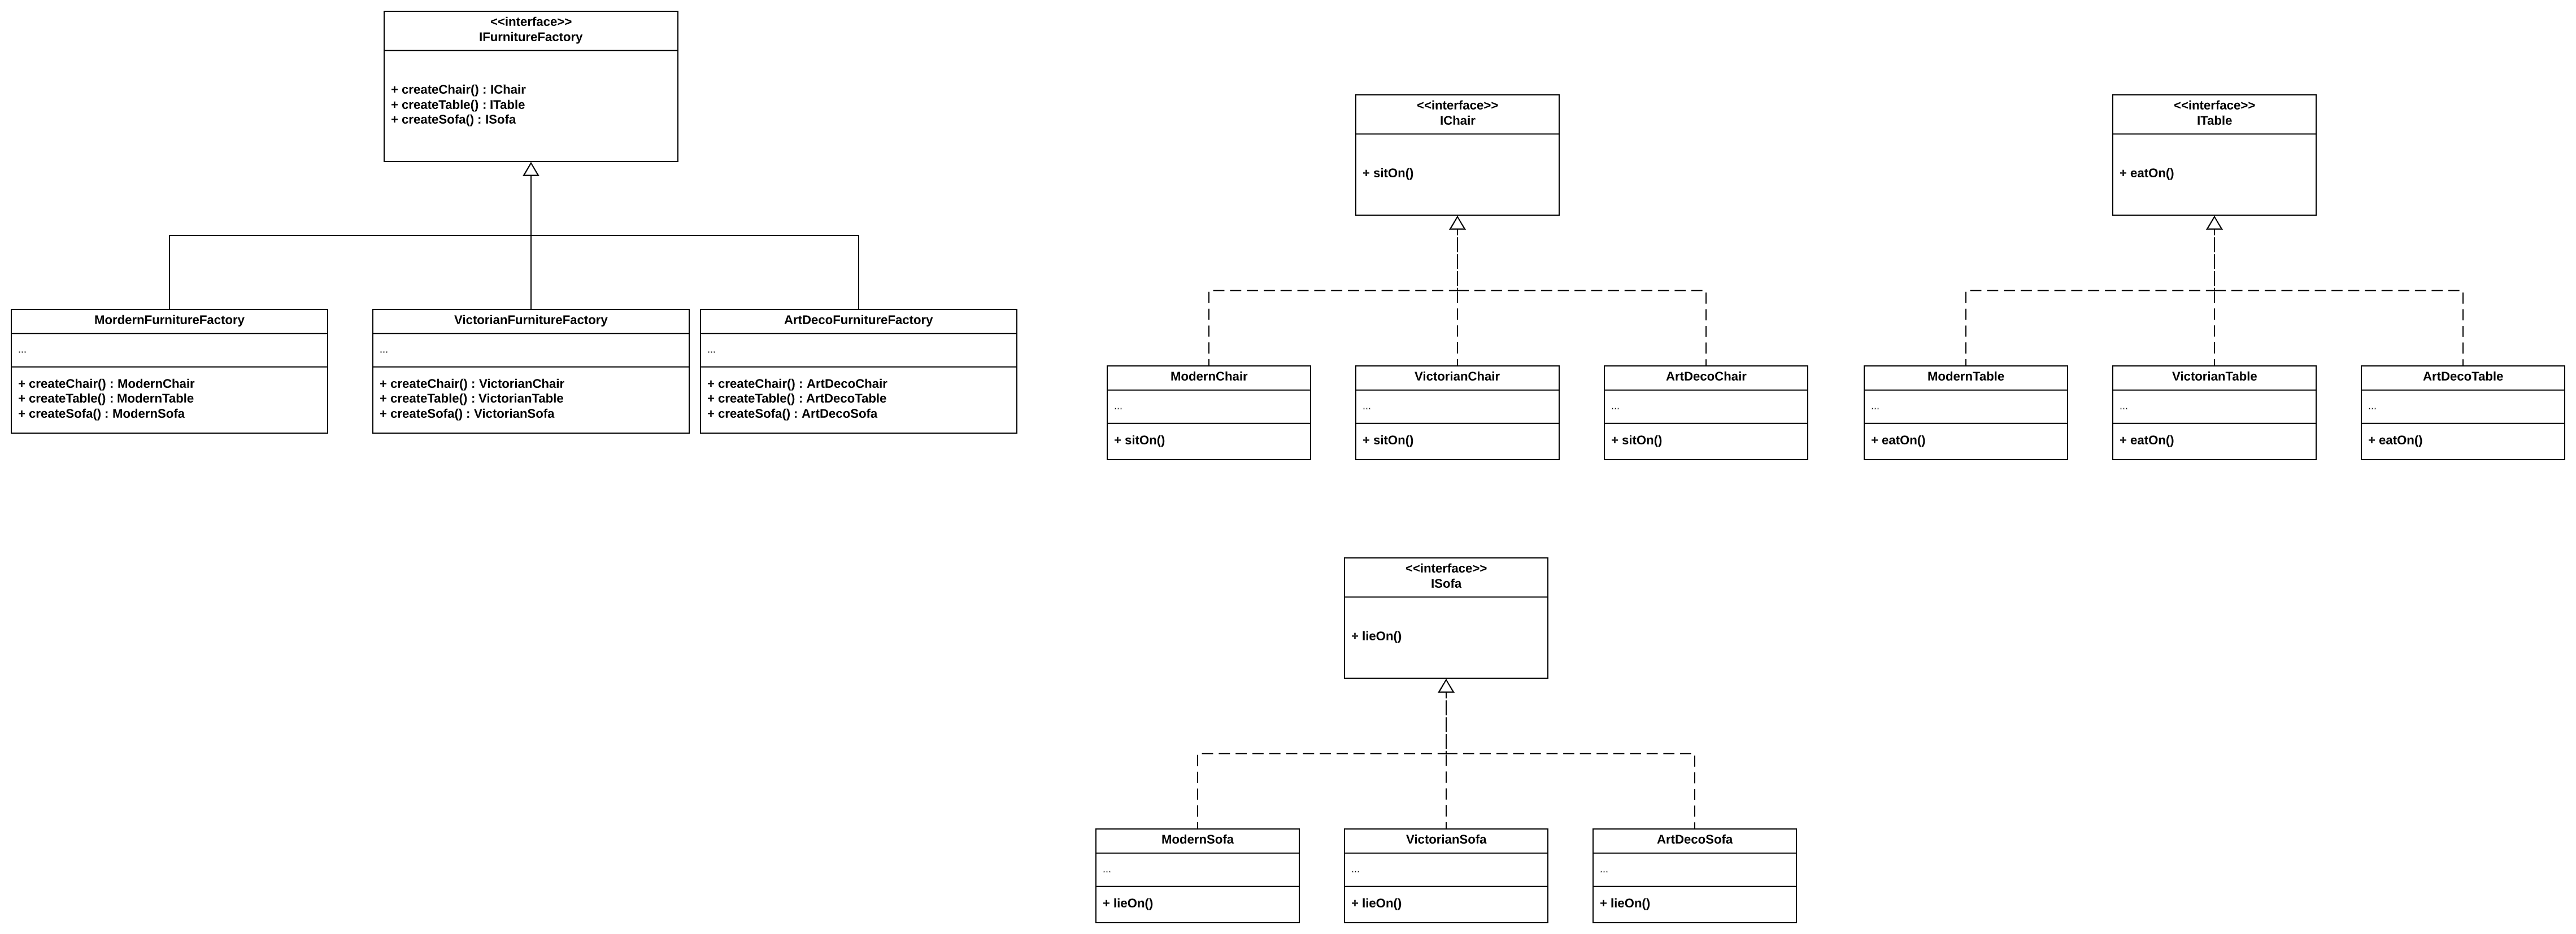 <<interface>>
IFurnitureFactory
+ createChair() : IChair
+ createTable() : ITable
+ createSofa() : ISofa
<<interface>>
IChair
+ sitOn()
<<interface>>
ITable
+ eatOn()
MordernFurnitureFactory
...
+ createChair() : ModernChair
+ createTable() : ModernTable
+ createSofa() : ModernSofa
VictorianFurnitureFactory
...
+ createChair() : VictorianChair
+ createTable() : VictorianTable
+ createSofa() : VictorianSofa
ArtDecoFurnitureFactory
...
+ createChair() : ArtDecoChair
+ createTable() : ArtDecoTable
+ createSofa() : ArtDecoSofa
ModernChair
...
+ sitOn()
VictorianChair
...
+ sitOn()
ArtDecoChair
...
+ sitOn()
ModernTable
...
+ eatOn()
VictorianTable
...
+ eatOn()
ArtDecoTable
...
+ eatOn()
<<interface>>
ISofa
+ lieOn()
ModernSofa
...
+ lieOn()
VictorianSofa
...
+ lieOn()
ArtDecoSofa
...
+ lieOn()